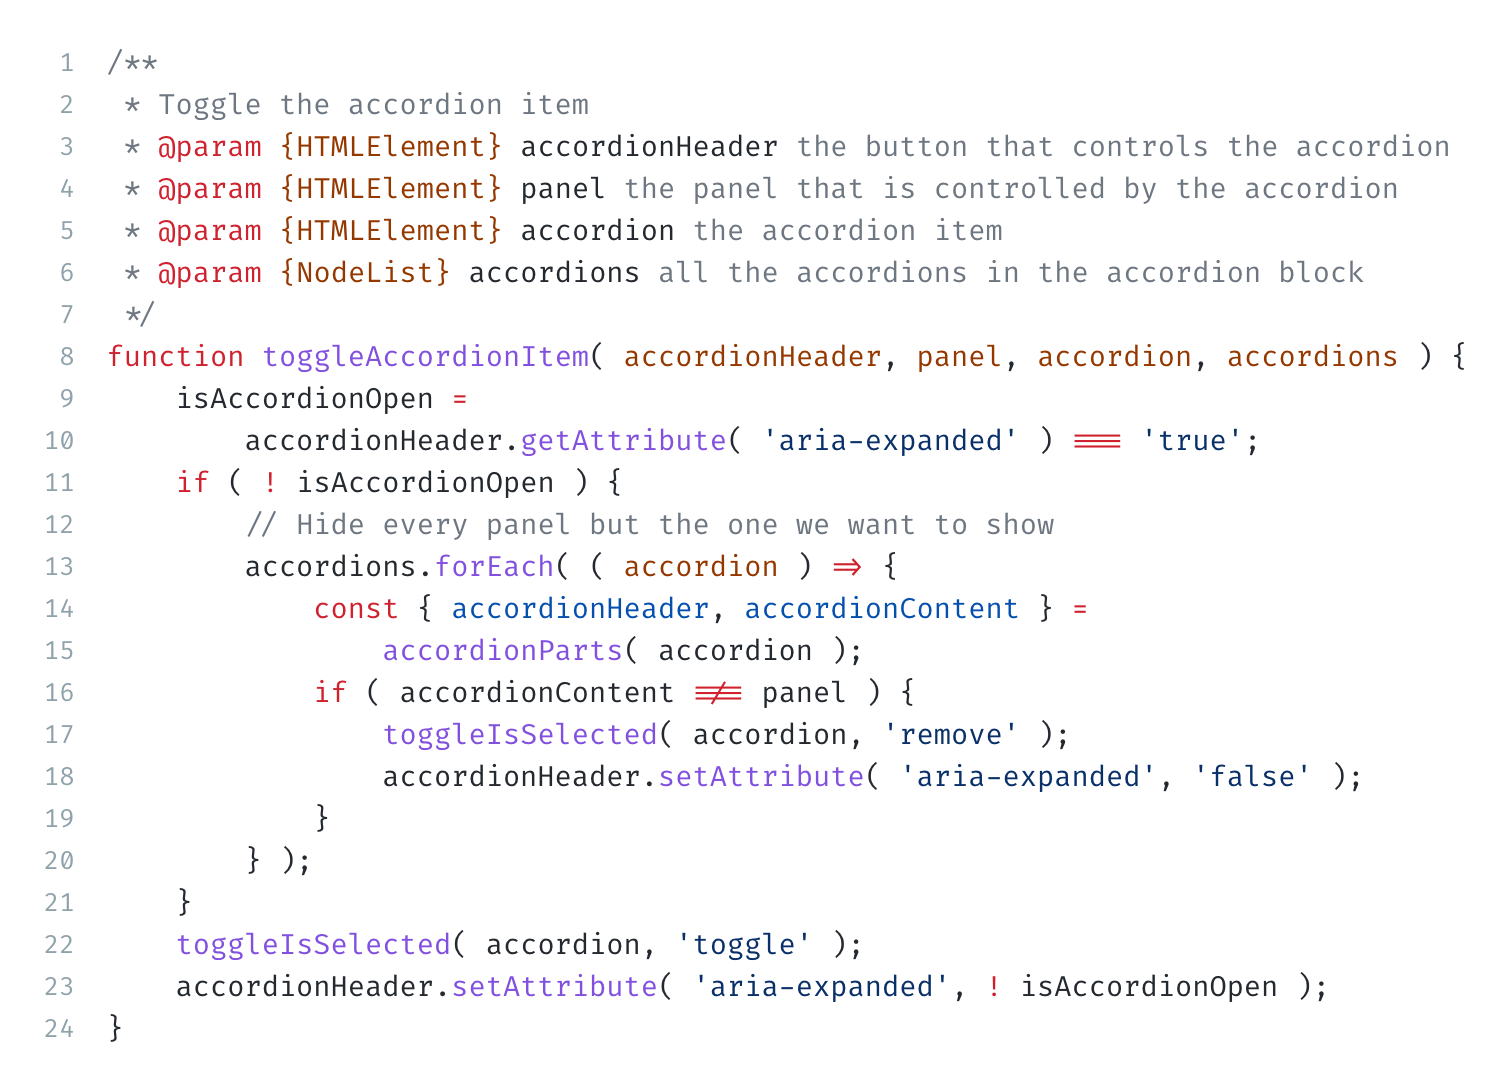 1 /**
2  * Toggle the accordion item
3  * @param {HTMLElement} accordionHeader the button that controls the accordion
4  * @param {HTMLElement} panel the panel that is controlled by the accordion
5  * @param {HTMLElement} accordion the accordion item
6  * @param {NodeList} accordions all the accordions in the accordion block
7  */
8 function toggleAccordionItem( accordionHeader, panel, accordion, accordions ) {
9     isAccordionOpen =
10         accordionHeader.getAttribute( 'aria-expanded' ) === 'true';
11     if ( ! isAccordionOpen ) {
12         // Hide every panel but the one we want to show
13         accordions.forEach( ( accordion ) => {
14             const { accordionHeader, accordionContent } =
15                 accordionParts( accordion );
16             if ( accordionContent !== panel ) {
17                 toggleIsSelected( accordion, 'remove' );
18                 accordionHeader.setAttribute( 'aria-expanded', 'false' );
19             }
20         } );
21     }
22     toggleIsSelected( accordion, 'toggle' );
23     accordionHeader.setAttribute( 'aria-expanded', ! isAccordionOpen );
24 }